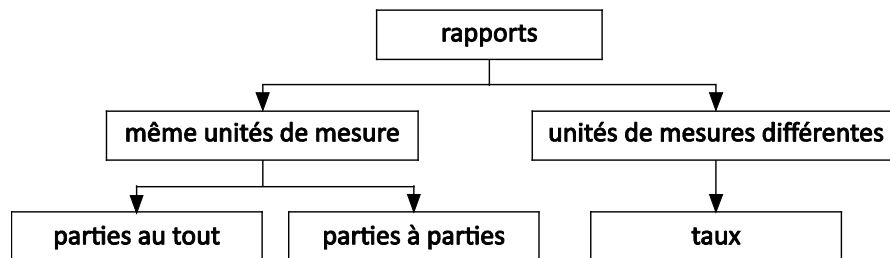 rapports
même unités de mesure
unités de mesures différentes
parties au tout
parties à parties
taux